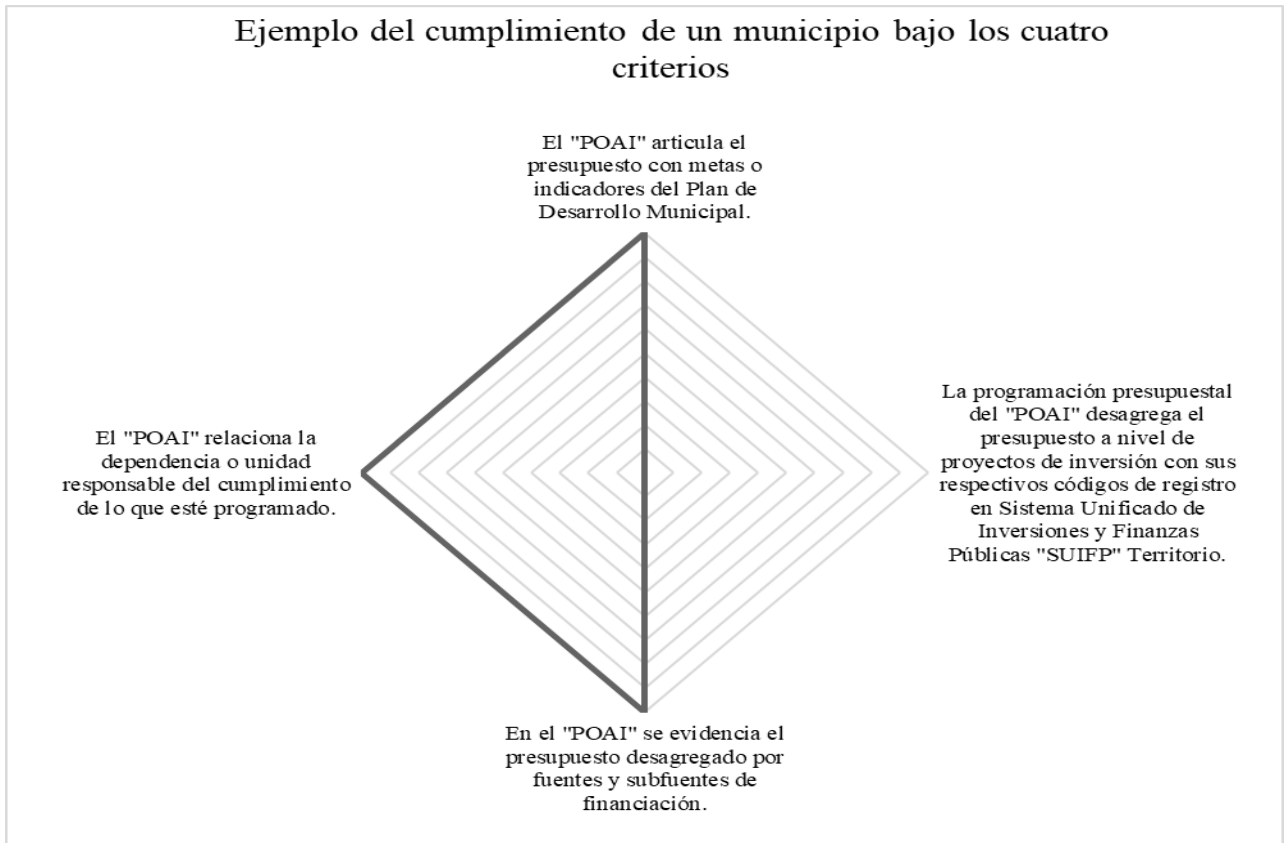 Ejemplo del cumplimiento de un municipio bajo los cuatro
criterios
El "POAI" articula el
presupuesto con metas o
indicadores del Plan de
Desarrollo Municipal.
La programación presupuestal
del "POAI" desagrega el
presupuesto a nivel de
proyectos de inversión con sus
respectivos códigos de registro
en Sistema Unificado de
Inversiones y Finanzas
Públicas "SUIFP" Territorio.
En el "POAI" se evidencia el
presupuesto desagregado por
fuentes y subfuentes de
financiación.
El "POAI" relaciona la
dependencia o unidad
responsable del cumplimiento
de lo que esté programado.